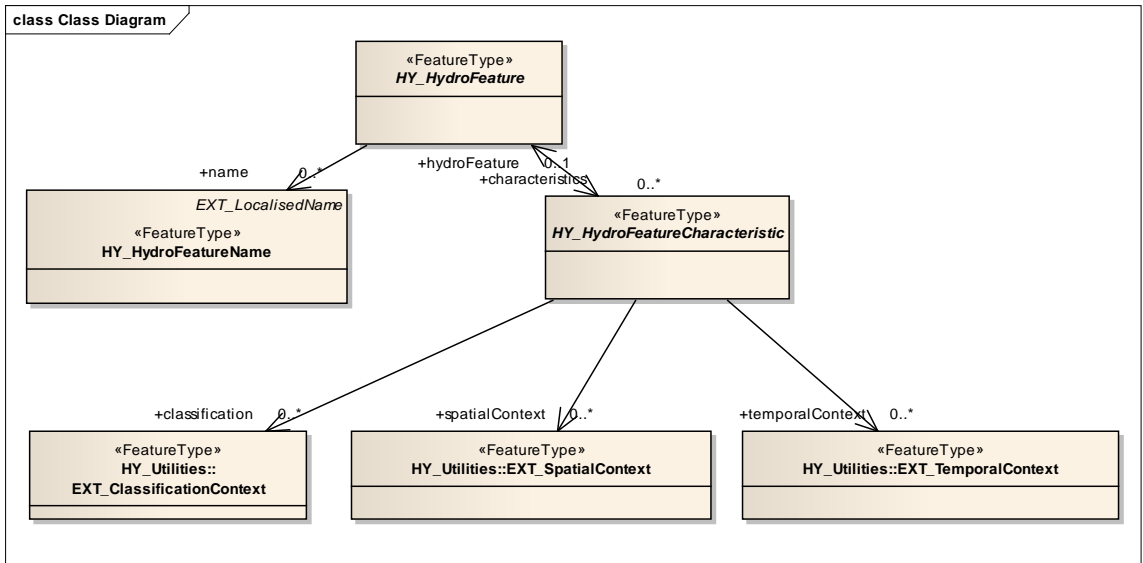 class Class Diagram
«FeatureType»
HY_HydroFeature
+name
0..*
+hydroFeature
0..1
+characteristics
0..*
EXT_LocalisedName
«FeatureType»
HY_HydroFeatureName
«FeatureType»
HY_HydroFeatureCharacteristic
+classification
0..*
+spatialContext
0..*
+temporalContext
0..*
«FeatureType»
HY_Utilities::
EXT_ClassificationContext
«FeatureType»
HY_Utilities::EXT_SpatialContext
«FeatureType»
HY_Utilities::EXT_TemporalContext